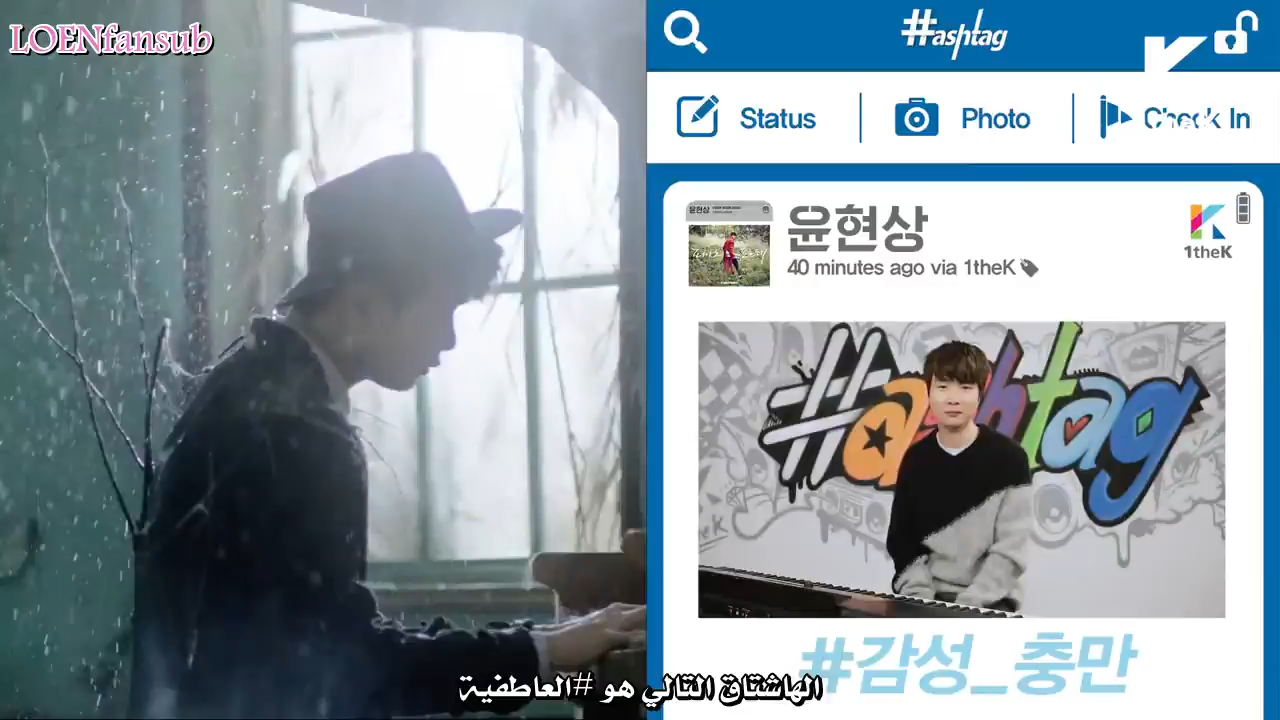 LOENfansub
#ashtag
Status
Photo
Check In
윤현상
40 minutes ago via 1theK
1theK
#ashtag
#감성_충만
الهاشتاق التالي هو #العاطفية